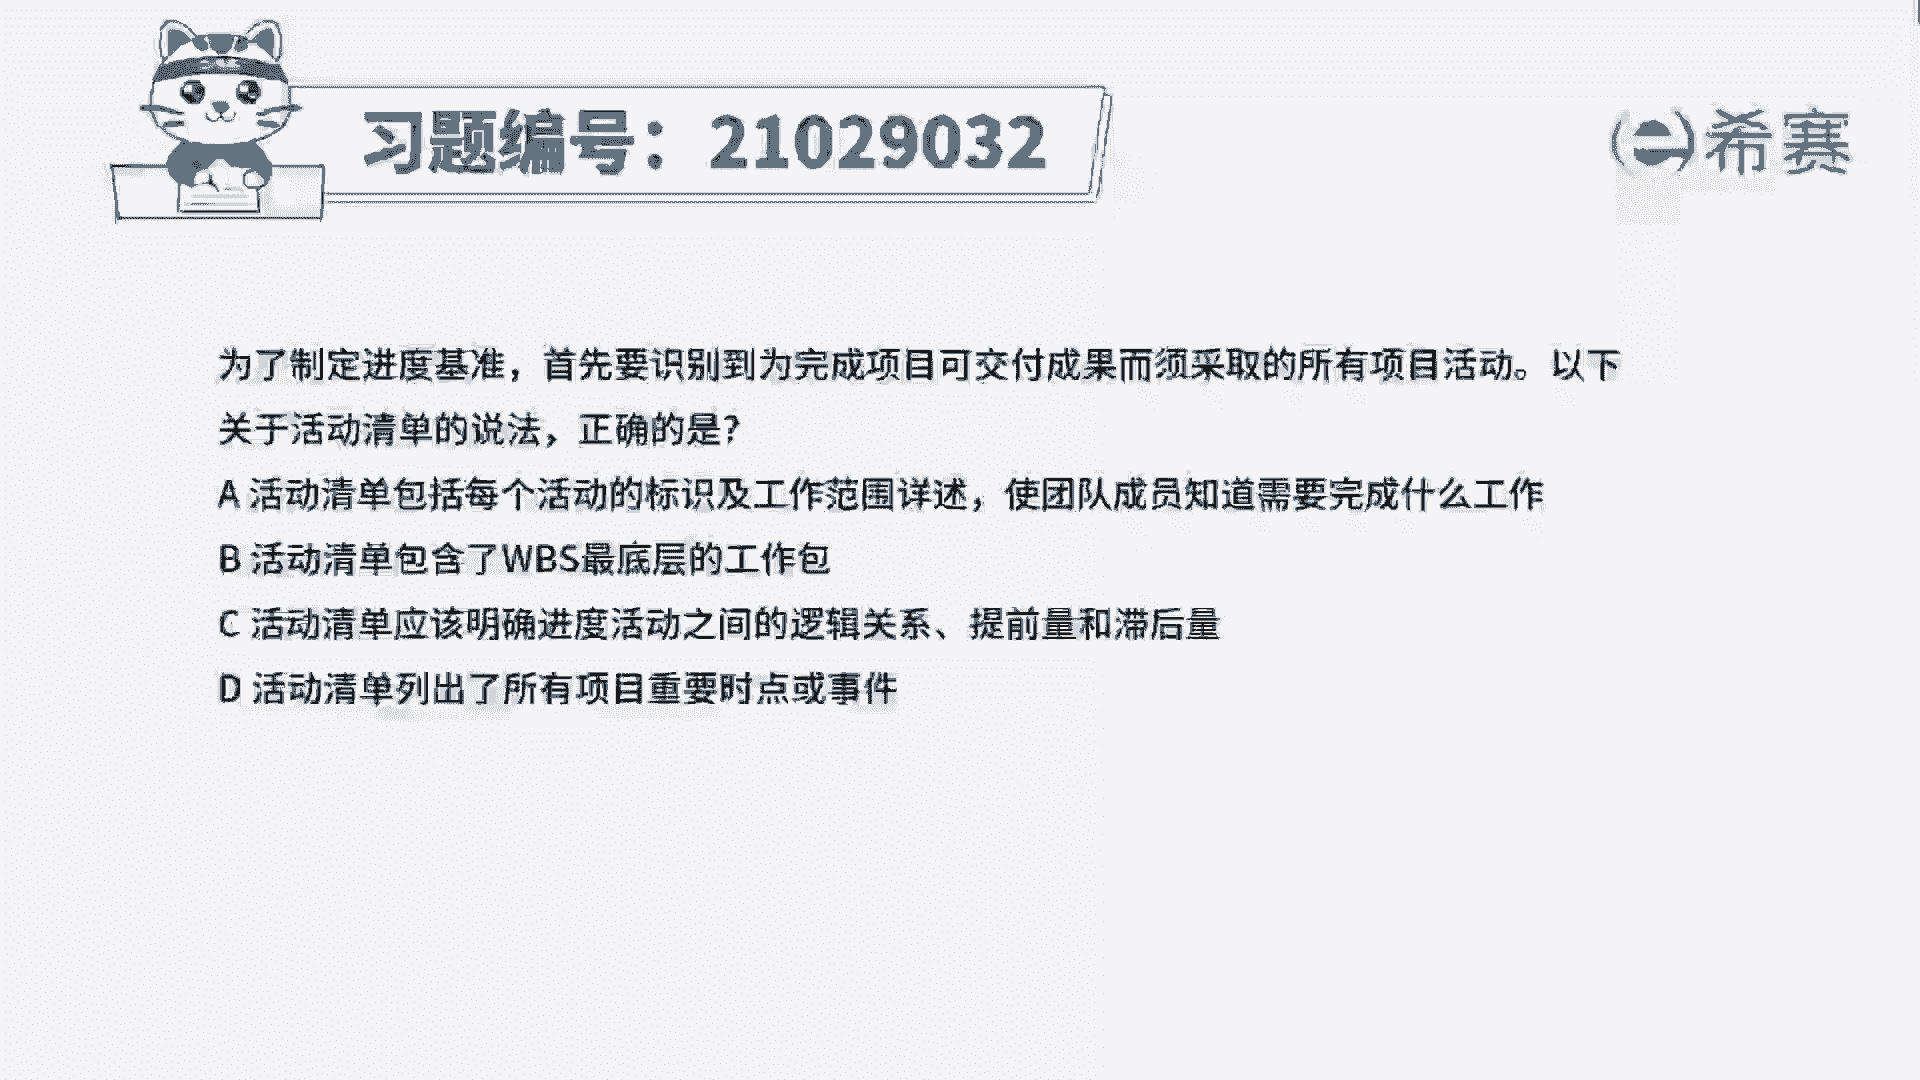 习题编号：21029032
希赛
为了制定进度基准，首先要识别到为完成项目可交付成果而须采取的所有项目活动。以下
关于活动清单的说法，正确的是？
A 活动清单包括每个活动的标识及工作范围详述，使团队成员知道需要完成什么工作
B 活动清单包含了WBS最底层的工作包
C 活动清单应该明确进度活动之间的逻辑关系、提前量和滞后量
D 活动清单列出了所有项目重要时点或事件